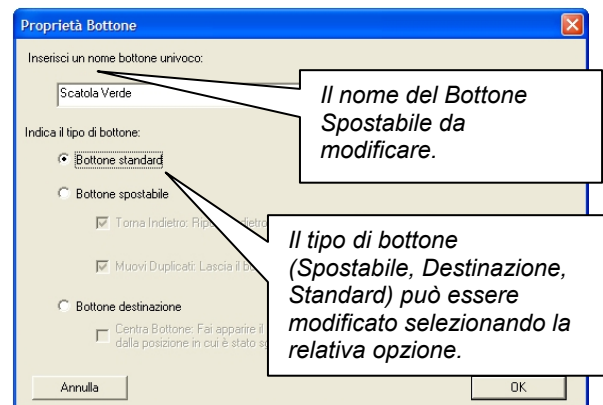 Proprietà Bottone
Inserisci un nome bottone univoco:
Scatola Verde
Il nome del Bottone
Spostabile da
modificare.
Indica il tipo di bottone:
Bottone standard
Bottone spostabile
Torna Indietro:
Muovi Duplicati: Lascia il
Il tipo di bottone
(Spostabile, Destinazione,
Standard) può essere
modificato selezionando la
relativa opzione.
Bottone destinazione
Centra Bottone: Fai apparire il
dalla posizione in cui è stato
Annulla
OK